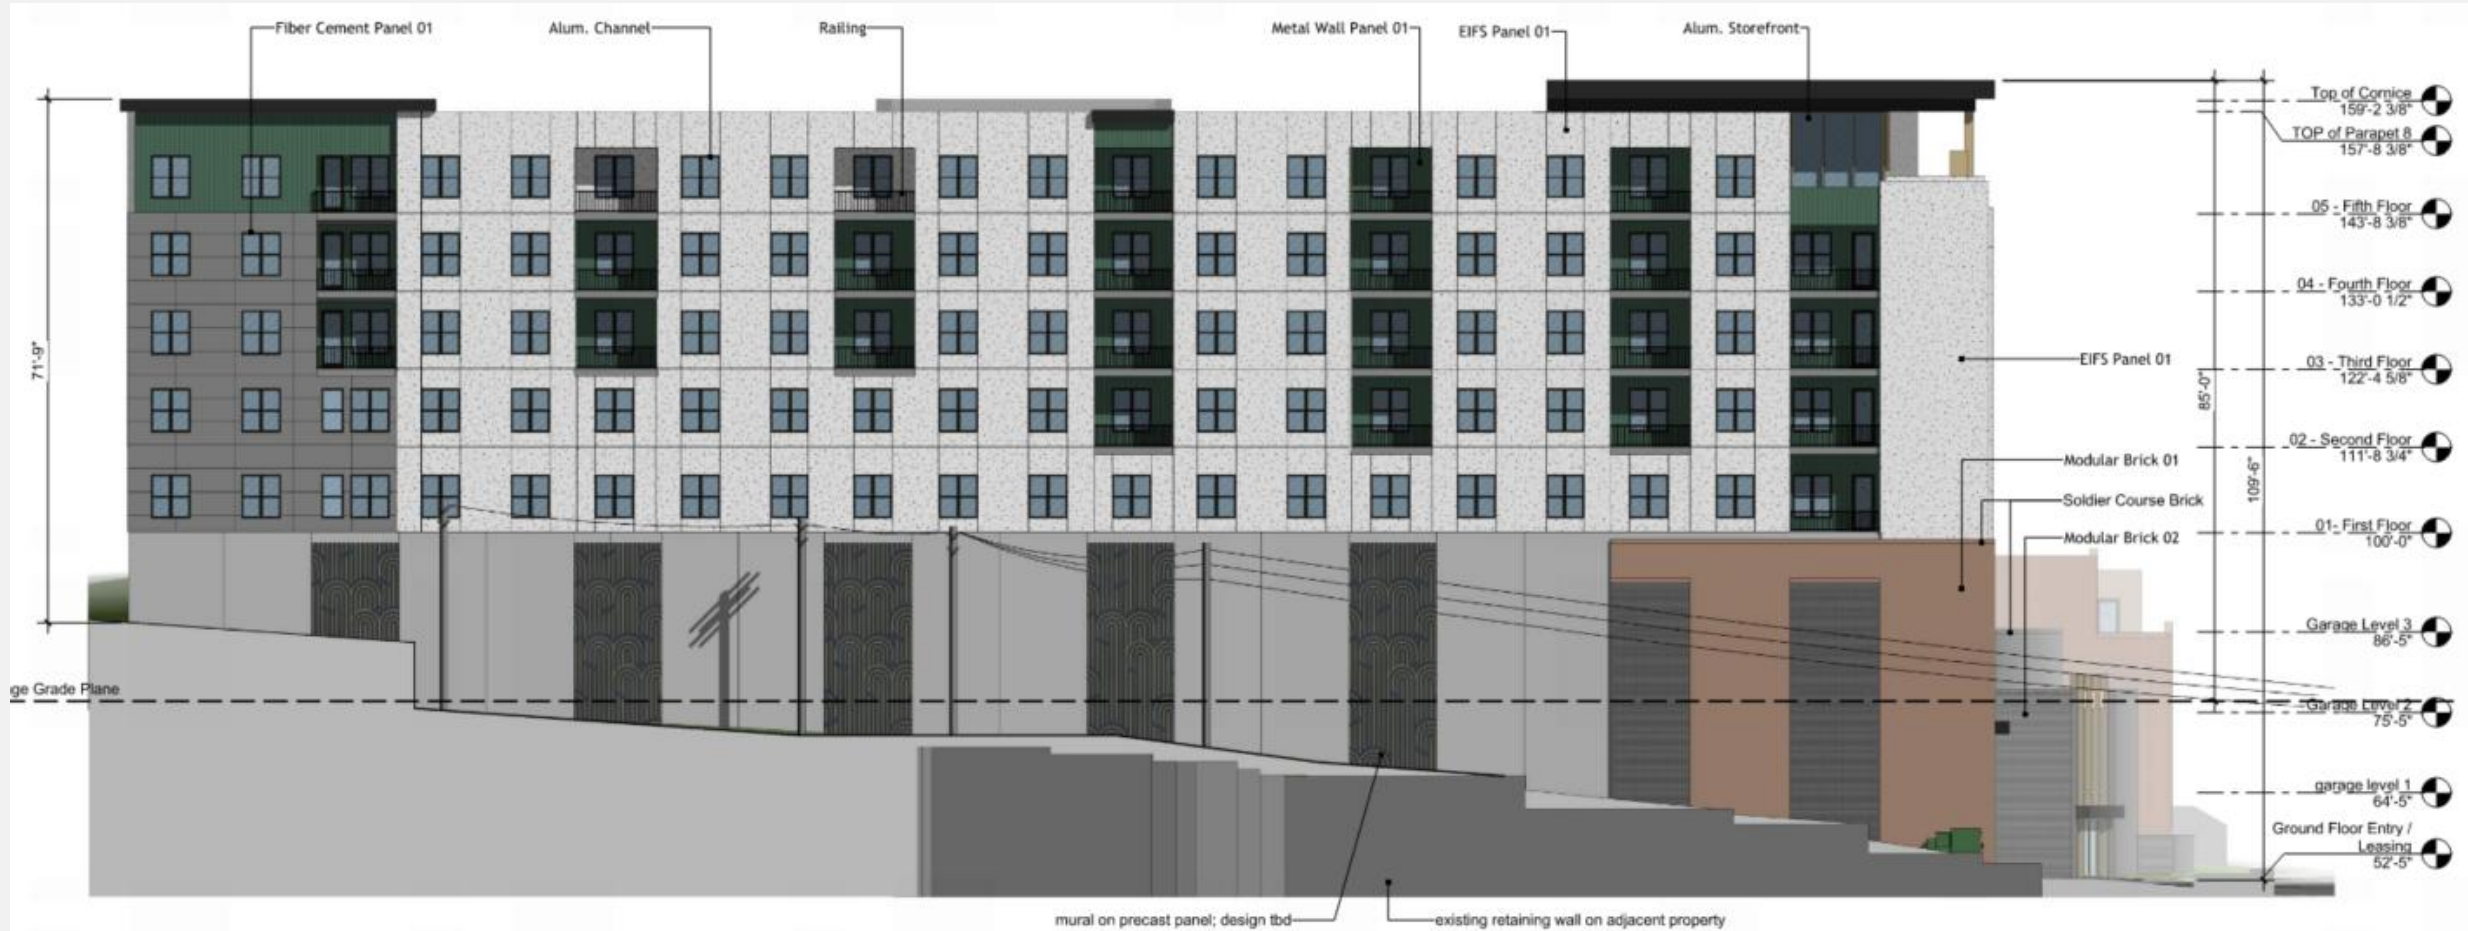 Fiber Cement Panel 01
Alum. Channel
Railing
Metal Wall Panel 01
EIFS Panel 01
Alum. Storefront
Top of Cornice
159'-2 3/8"
TOP of Parapet 8
157'-8 3/8"
05 - Fifth Floor
143'-8 3/8"
04 - Fourth Floor
133'-0 1/2"
71'-9"
EIFS Panel 01
03 - Third Floor
122'-4 5/8"
85'-0"
02 - Second Floor
111'-8 3/4"
Modular Brick 01
109'-6"
Soldier Course Brick
01- First Floor
100'-0"
Modular Brick 02
Garage Level 3
86'-5"
ge Grade Plane
Garage Level 2
75'-5"
garage level 1
64'-5"
Ground Floor Entry /
Leasing
52'-5"
mural on precast panel; design tbd
existing retaining wall on adjacent property